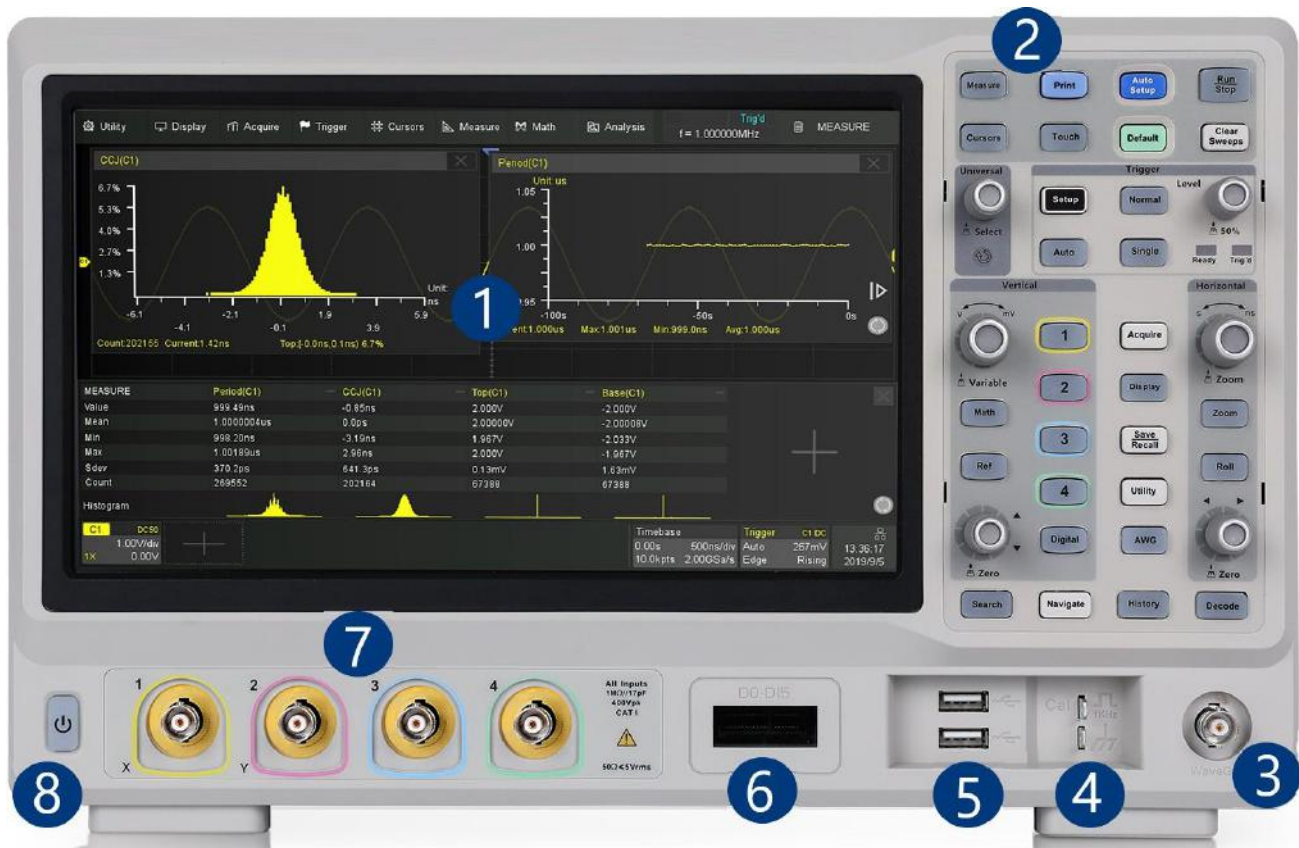 2
Measure
Print
Auto
Setup
Run
Stop
Cursors
Touch
Default
Clear
Sweeps
Utility Display Acquire Trigger Cursors Measure Math Analysis
Trig'd
f = 1.000000MHz
MEASURE
CCJ(C1)
6.7%
5.3%
4.0%
2.7%
1.3%
Unit:
ns
-6.1 -2.1 1.9 5.9
-4.1 -0.1 3.9
Count:202155 Current:1.42ns Top:[-0.0ns,0.1ns) 6.7%
Period(C1)
Unit:us
1.05
1.00
0.95
-100s -50s 0s
Max:1.001us Min:999.0ns Avg:1.000us
1
MEASURE Period(C1) CCJ(C1) Top(C1) Base(C1)
Value 999.49ns -0.85ns 2.000V -2.000V
Mean 1.0000004us 0.0ps 2.00000V -2.00008V
Min 998.20ns -3.19ns 1.967V -2.033V
Max 1.00189us 2.96ns 2.000V -1.967V
Sdev 370.2ps 641.3ps 0.13mV 1.63mV
Count 269552 202164 67388 67388
Histogram
C1 DC50
1.00V/div
1X 0.00V
Timebase
0.00s 500ns/div
10.0kpts 2.00GSa/s
Trigger C1 DC
Auto 267mV
Edge Rising
13:36:17
2019/9/5
Universal
Select
Trigger
Setup
Normal
Level
50%
Auto
Single
Ready Trig'd
Vertical
V mV
Variable
Math
Ref
Zero
1
2
3
4
Digital
Acquire
Display
Save
Recall
Utility
AWG
Horizontal
s ns
Zoom
Zoom
Roll
Zero
Search
Navigate
History
Decode
7
1
2
3
4
X
Y
All Inputs
1MΩ//17pF
400Vpk
CAT I
50Ω≤5Vrms
D0-D15
Cal
1KHz
8
6
5
4
3